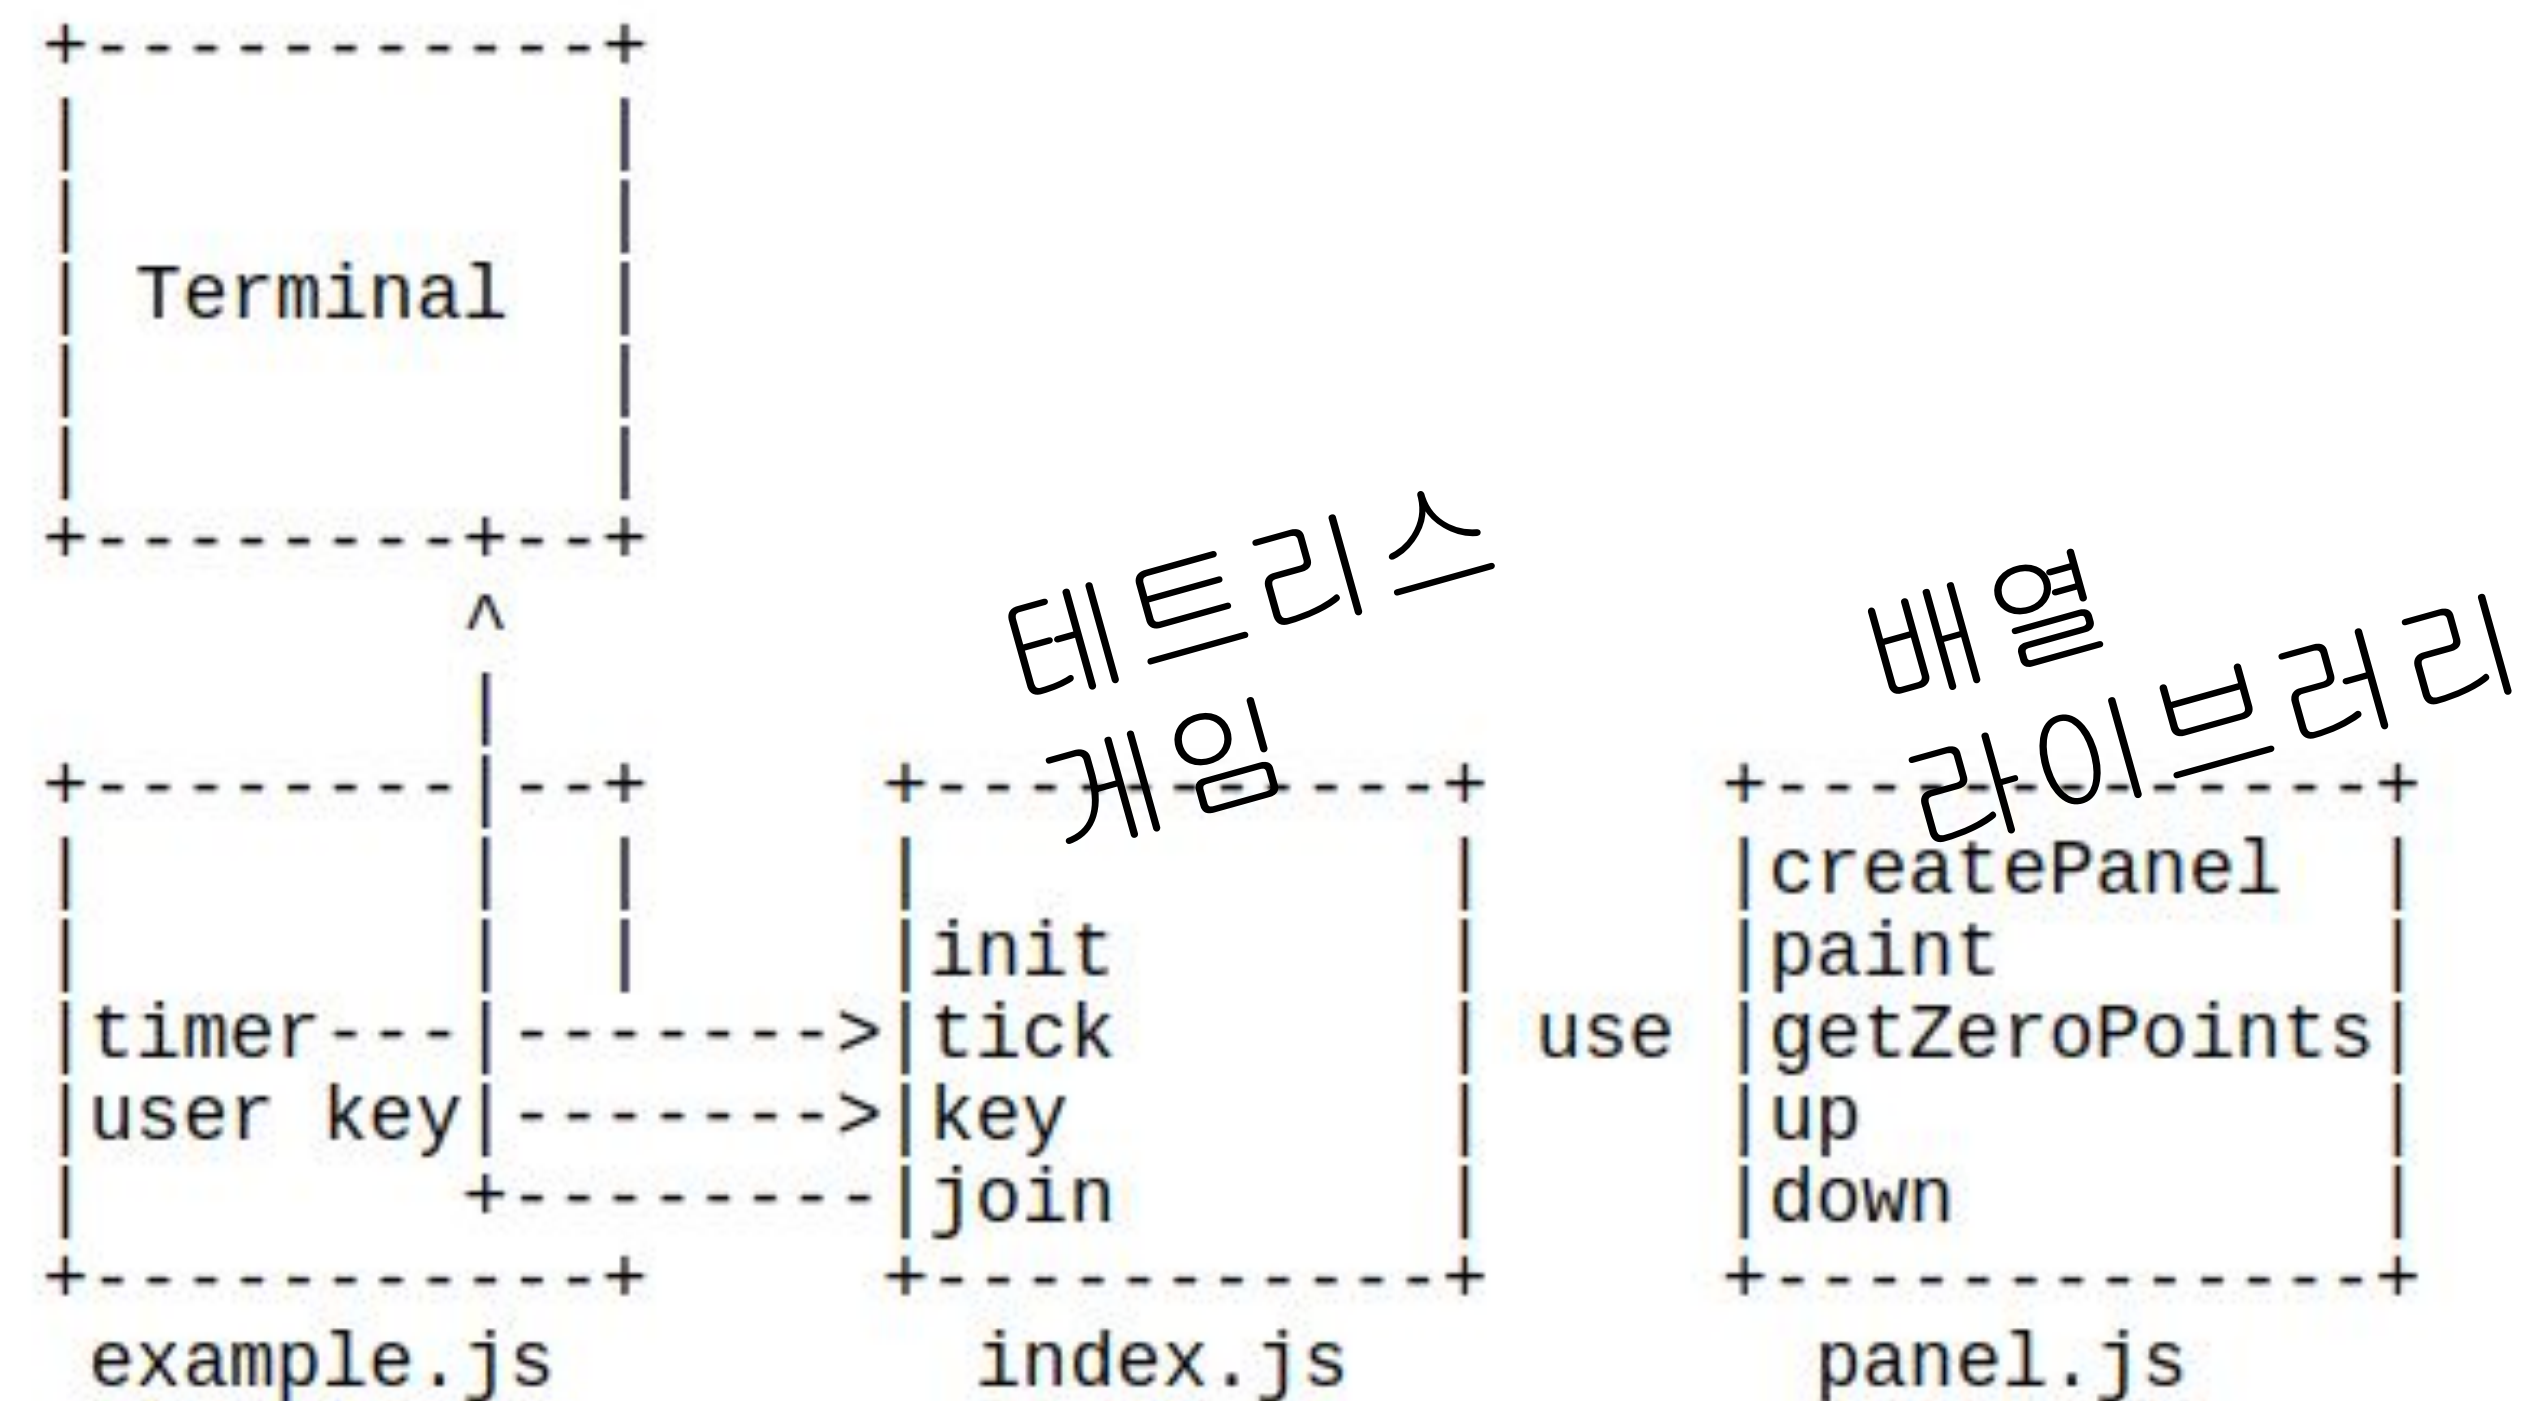 Terminal
테트리스
게임
배열
라이브러리
timer
user key
example.js
init
tick
key
join
index.js
use
createPanel
paint
getZeroPoints
up
down
panel.js